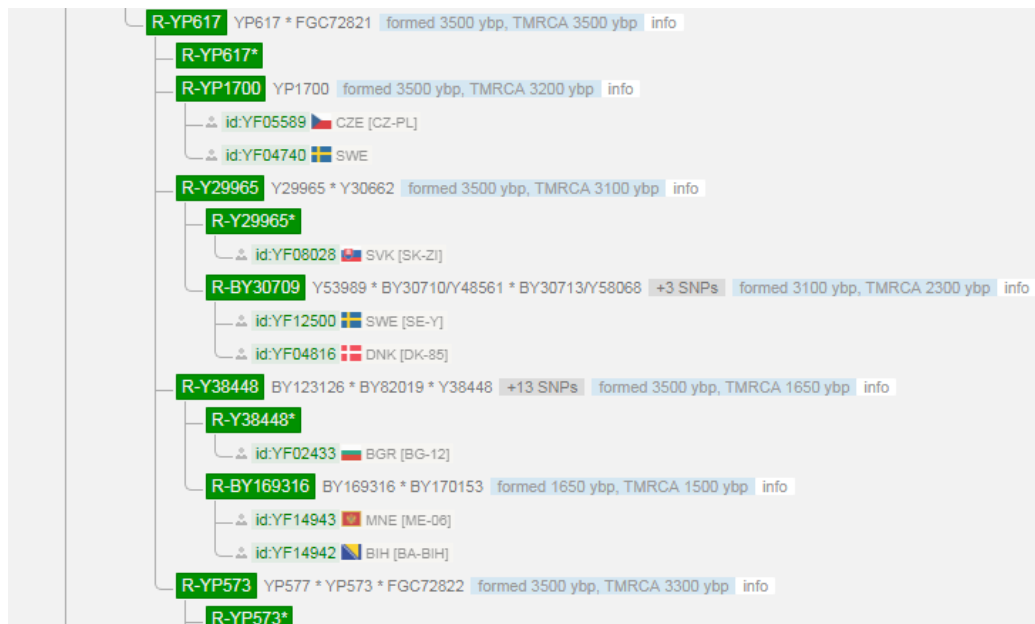 R-YP617 YP617 * FGC72821 formed 3500 ybp, TMRCA 3500 ybp info
R-YP617*
R-YP1700 YP1700 formed 3500 ybp, TMRCA 3200 ybp info
id:YF05589 CZE [CZ-PL]
id:YF04740 SWE
R-Y29965 Y29965 * Y30662 formed 3500 ybp, TMRCA 3100 ybp info
R-Y29965*
id:YF08028 SVK [SK-ZI]
R-BY30709 Y53989 * BY30710/Y48561 * BY30713/Y58068 +3 SNPs formed 3100 ybp, TMRCA 2300 ybp info
id:YF12500 SWE [SE-Y]
id:YF04816 DNK [DK-85]
R-Y38448 BY123126 * BY82019 * Y38448 +13 SNPs formed 3500 ybp, TMRCA 1650 ybp info
R-Y38448*
id:YF02433 BGR [BG-12]
R-BY169316 BY169316 * BY170153 formed 1650 ybp, TMRCA 1500 ybp info
id:YF14943 MNE [ME-06]
id:YF14942 BIH [BA-BIH]
R-YP573 YP577 * YP573 * FGC72822 formed 3500 ybp, TMRCA 3300 ybp info
R-YP573*